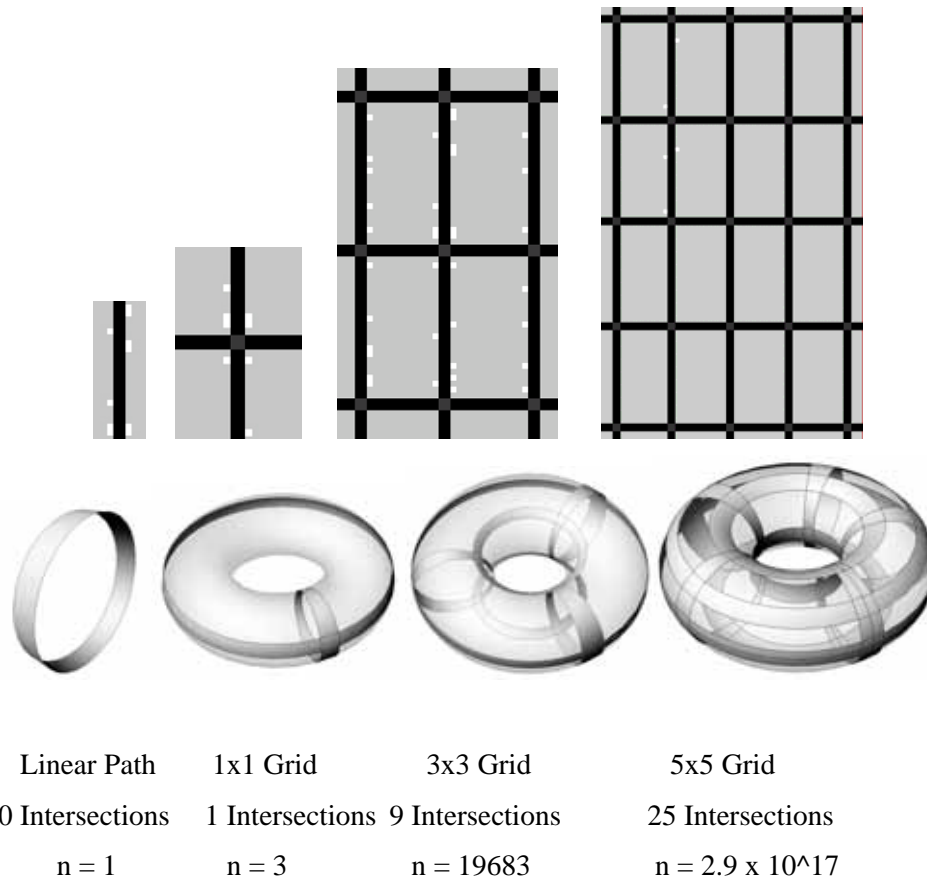 Linear Path 1x1 Grid 3x3 Grid 5x5 Grid
0 Intersections 1 Intersections 9 Intersections 25 Intersections
n = 1 n = 3 n = 19683 n = 2.9 x 10^17